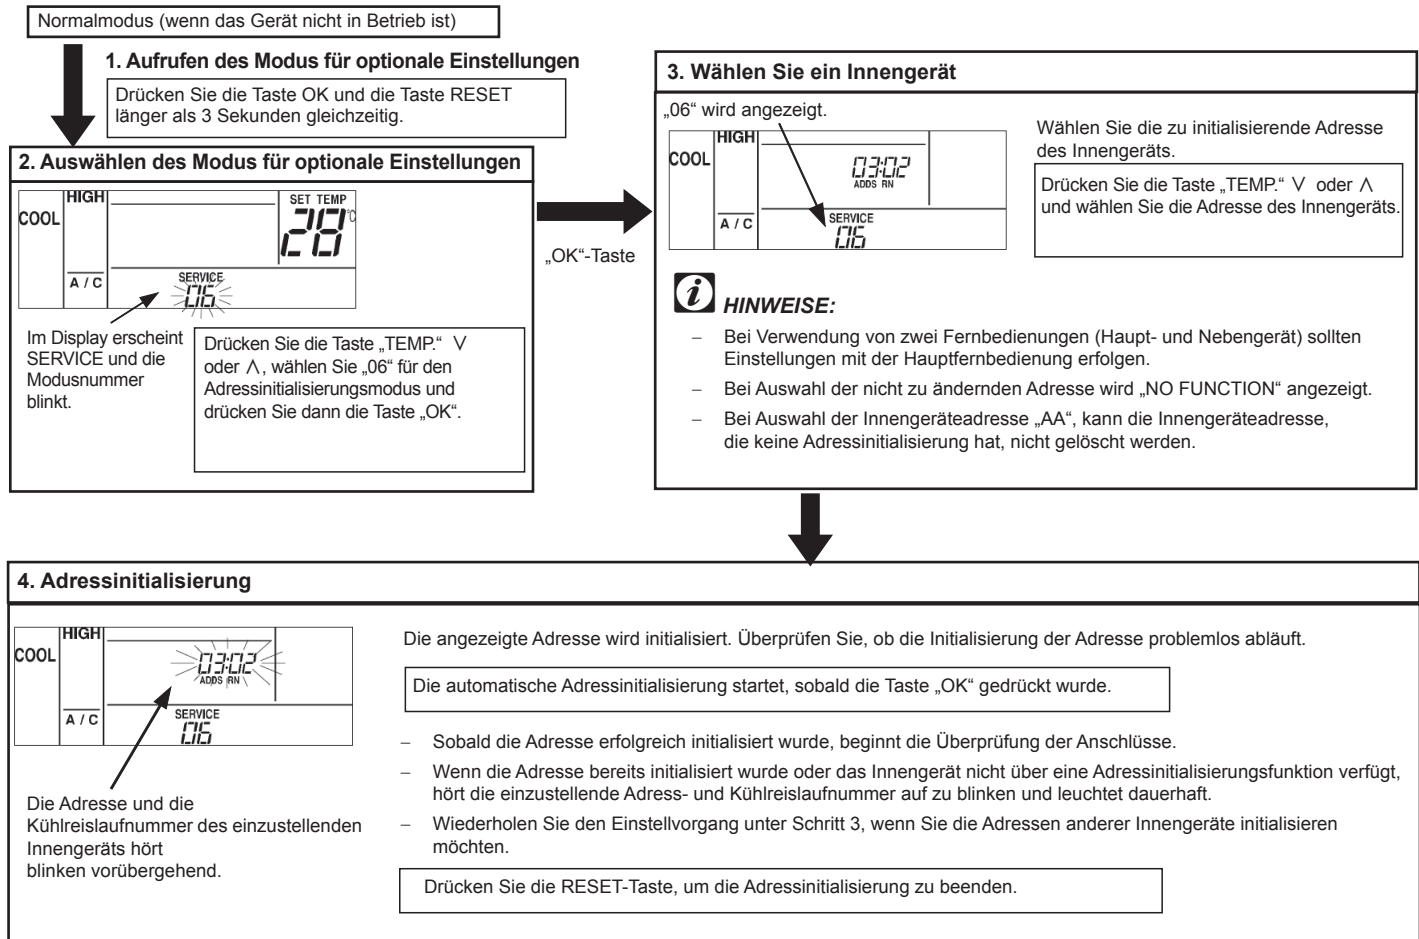 Normalmodus (wenn das Gerät nicht in Betrieb ist)
1. Aufrufen des Modus für optionale Einstellungen
Drücken Sie die Taste OK und die Taste RESET
länger als 3 Sekunden gleichzeitig.
2. Auswählen des Modus für optionale Einstellungen
COOL
HIGH
A / C
SET TEMP
28°C
SERVICE
06
Im Display erscheint
SERVICE und die
Modusnummer
blinkt.
Drücken Sie die Taste „TEMP.“ ∨
oder ∧, wählen Sie „06“ für den
Adressinitialisierungsmodus und
drücken Sie dann die Taste „OK“.
„OK“-Taste
3. Wählen Sie ein Innengerät
„06“ wird angezeigt.
COOL
HIGH
A / C
03:02
ADDS RN
SERVICE
06
Wählen Sie die zu initialisierende Adresse
des Innengeräts.
Drücken Sie die Taste „TEMP.“ ∨ oder ∧
und wählen Sie die Adresse des Innengeräts.
i HINWEISE:
– Bei Verwendung von zwei Fernbedienungen (Haupt- und Nebengerät) sollten
Einstellungen mit der Hauptfernbedienung erfolgen.
– Bei Auswahl der nicht zu ändernden Adresse wird „NO FUNCTION“ angezeigt.
– Bei Auswahl der Innengeräteadresse „AA“, kann die Innengeräteadresse,
die keine Adressinitialisierung hat, nicht gelöscht werden.
4. Adressinitialisierung
COOL
HIGH
A / C
03:02
ADDS RN
SERVICE
06
Die Adresse und die
Kühlreislaufnummer des einzustellenden
Innengeräts hört
blinken vorübergehend.
Die angezeigte Adresse wird initialisiert. Überprüfen Sie, ob die Initialisierung der Adresse problemlos abläuft.
Die automatische Adressinitialisierung startet, sobald die Taste „OK“ gedrückt wurde.
– Sobald die Adresse erfolgreich initialisiert wurde, beginnt die Überprüfung der Anschlüsse.
– Wenn die Adresse bereits initialisiert wurde oder das Innengerät nicht über eine Adressinitialisierungsfunktion verfügt,
hört die einzustellende Adress- und Kühlreislaufnummer auf zu blinken und leuchtet dauerhaft.
– Wiederholen Sie den Einstellvorgang unter Schritt 3, wenn Sie die Adressen anderer Innengeräte initialisieren
möchten.
Drücken Sie die RESET-Taste, um die Adressinitialisierung zu beenden.